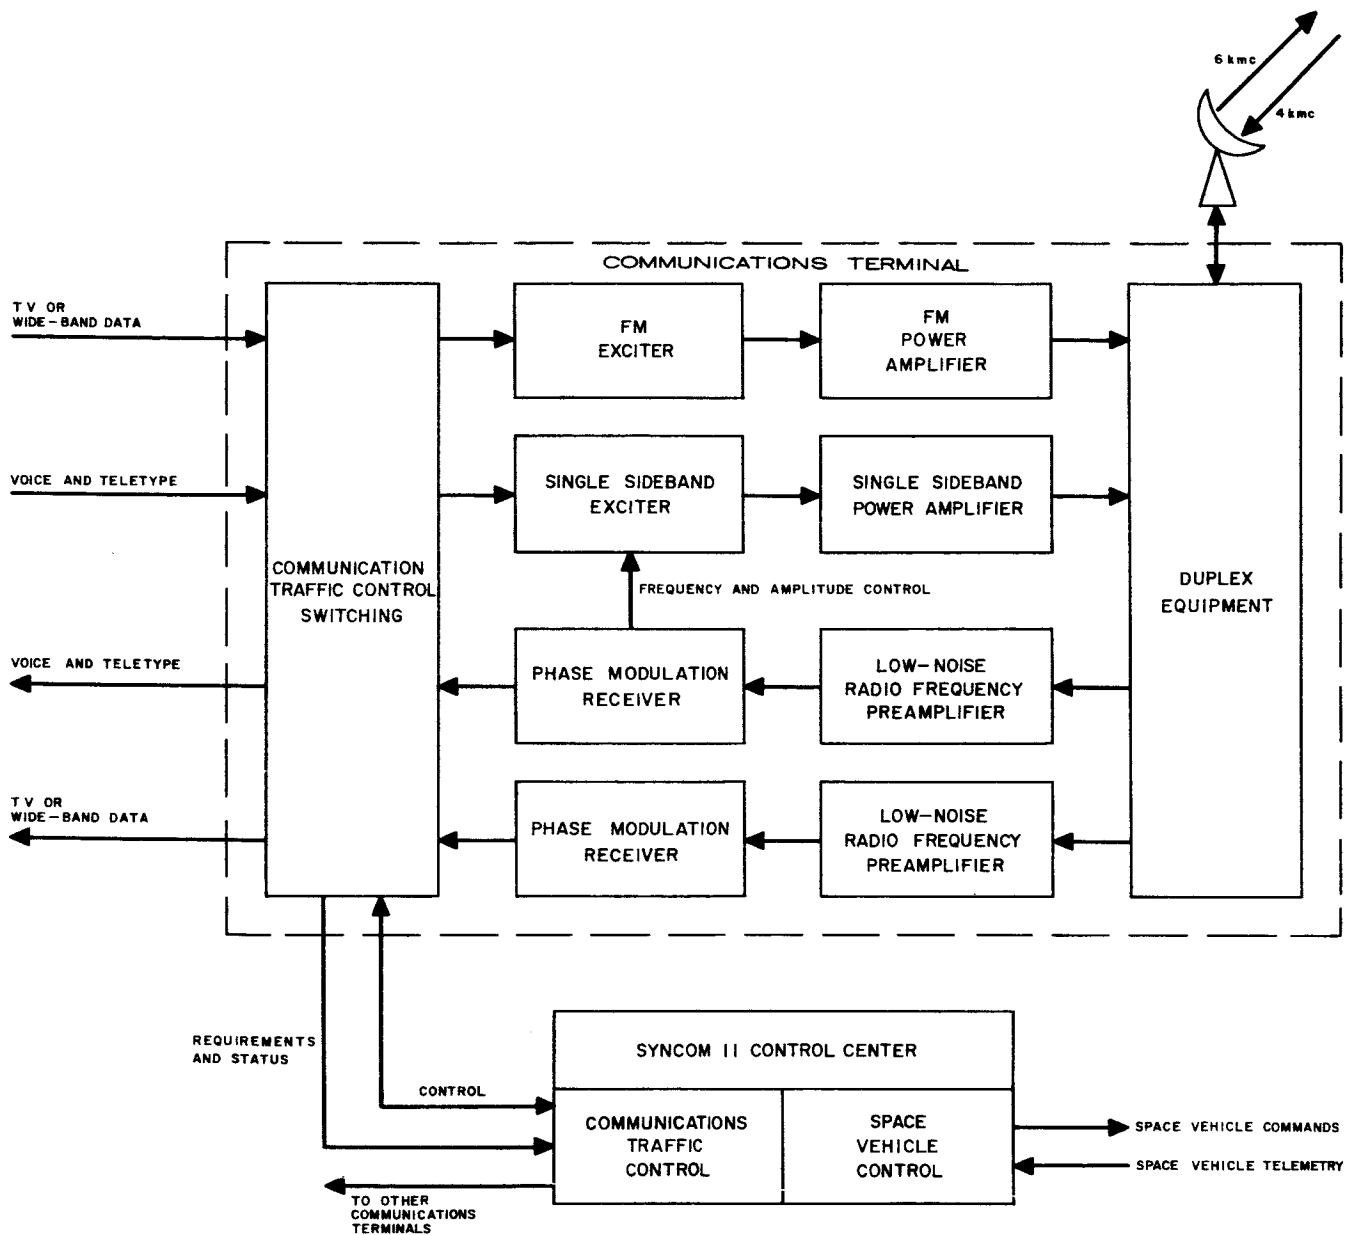 6 kmc
4 kmc
COMMUNICATIONS TERMINAL
TV OR
WIDE-BAND DATA
FM
EXCITER
FM
POWER
AMPLIFIER
VOICE AND TELETYPE
SINGLE SIDEBAND
EXCITER
SINGLE SIDEBAND
POWER AMPLIFIER
COMMUNICATION
TRAFFIC CONTROL
SWITCHING
FREQUENCY AND AMPLITUDE CONTROL
DUPLEX
EQUIPMENT
VOICE AND TELETYPE
PHASE MODULATION
RECEIVER
LOW-NOISE
RADIO FREQUENCY
PREAMPLIFIER
TV OR
WIDE-BAND DATA
PHASE MODULATION
RECEIVER
LOW-NOISE
RADIO FREQUENCY
PREAMPLIFIER
REQUIREMENTS
AND STATUS
SYNCOM II CONTROL CENTER
CONTROL
COMMUNICATIONS
TRAFFIC
CONTROL
SPACE
VEHICLE
CONTROL
SPACE VEHICLE COMMANDS
SPACE VEHICLE TELEMETRY
TO OTHER
COMMUNICATIONS
TERMINALS